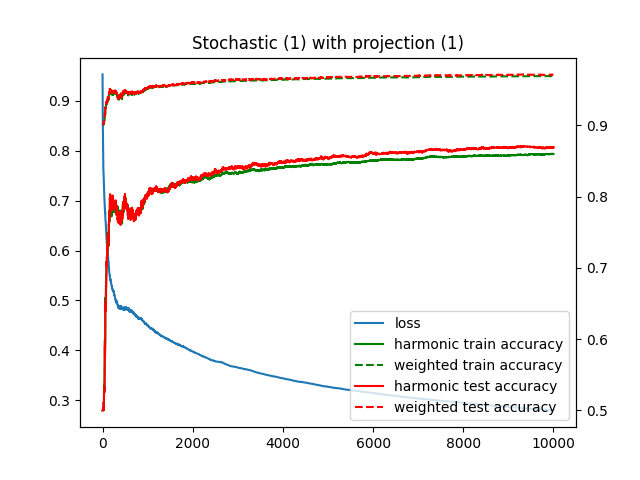 Stochastic (1) with projection (1)
0.9
0.8
0.7
0.6
0.5
0.4
0.3
0.9
0.8
0.7
0.6
0.5
loss
harmonic train accuracy
weighted train accuracy
harmonic test accuracy
weighted test accuracy
0 2000 4000 6000 8000 10000